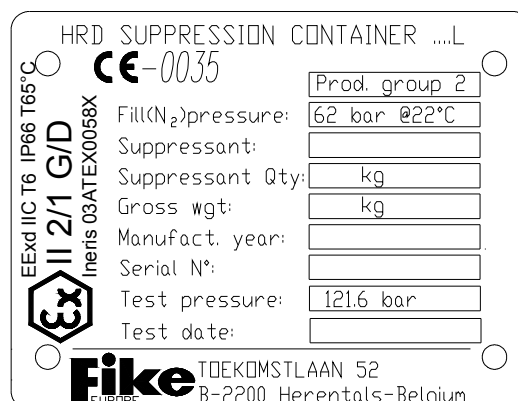 HRD SUPPRESSION CONTAINER ....L
CE-0035
Prod. group 2
Fill(N₂)pressure: 62 bar @22°C
Suppressant:
Suppressant Qty: kg
Gross wgt: kg
Manufact. year:
Serial N°:
Test pressure: 121.6 bar
Test date:
EExd IIC T6 IP66 T65°C
II 2/1 G/D
Ineris 03ATEX0058X
Ex
Fike
EUROPE
TOEKOMSTLAAN 52
B-2200 Herentals-Belgium